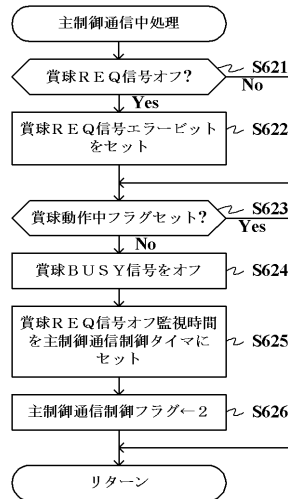 主制御通信中処理
賞球ＲＥＱ信号オフ?
S621
No
Yes
賞球ＲＥＱ信号エラービット
をセット
S622
賞球動作中フラグセット?
S623
Yes
No
賞球ＢＵＳＹ信号をオフ
S624
賞球ＲＥＱ信号オフ監視時間
を主制御通信制御タイマに
セット
S625
主制御通信制御フラグ←２
S626
リターン